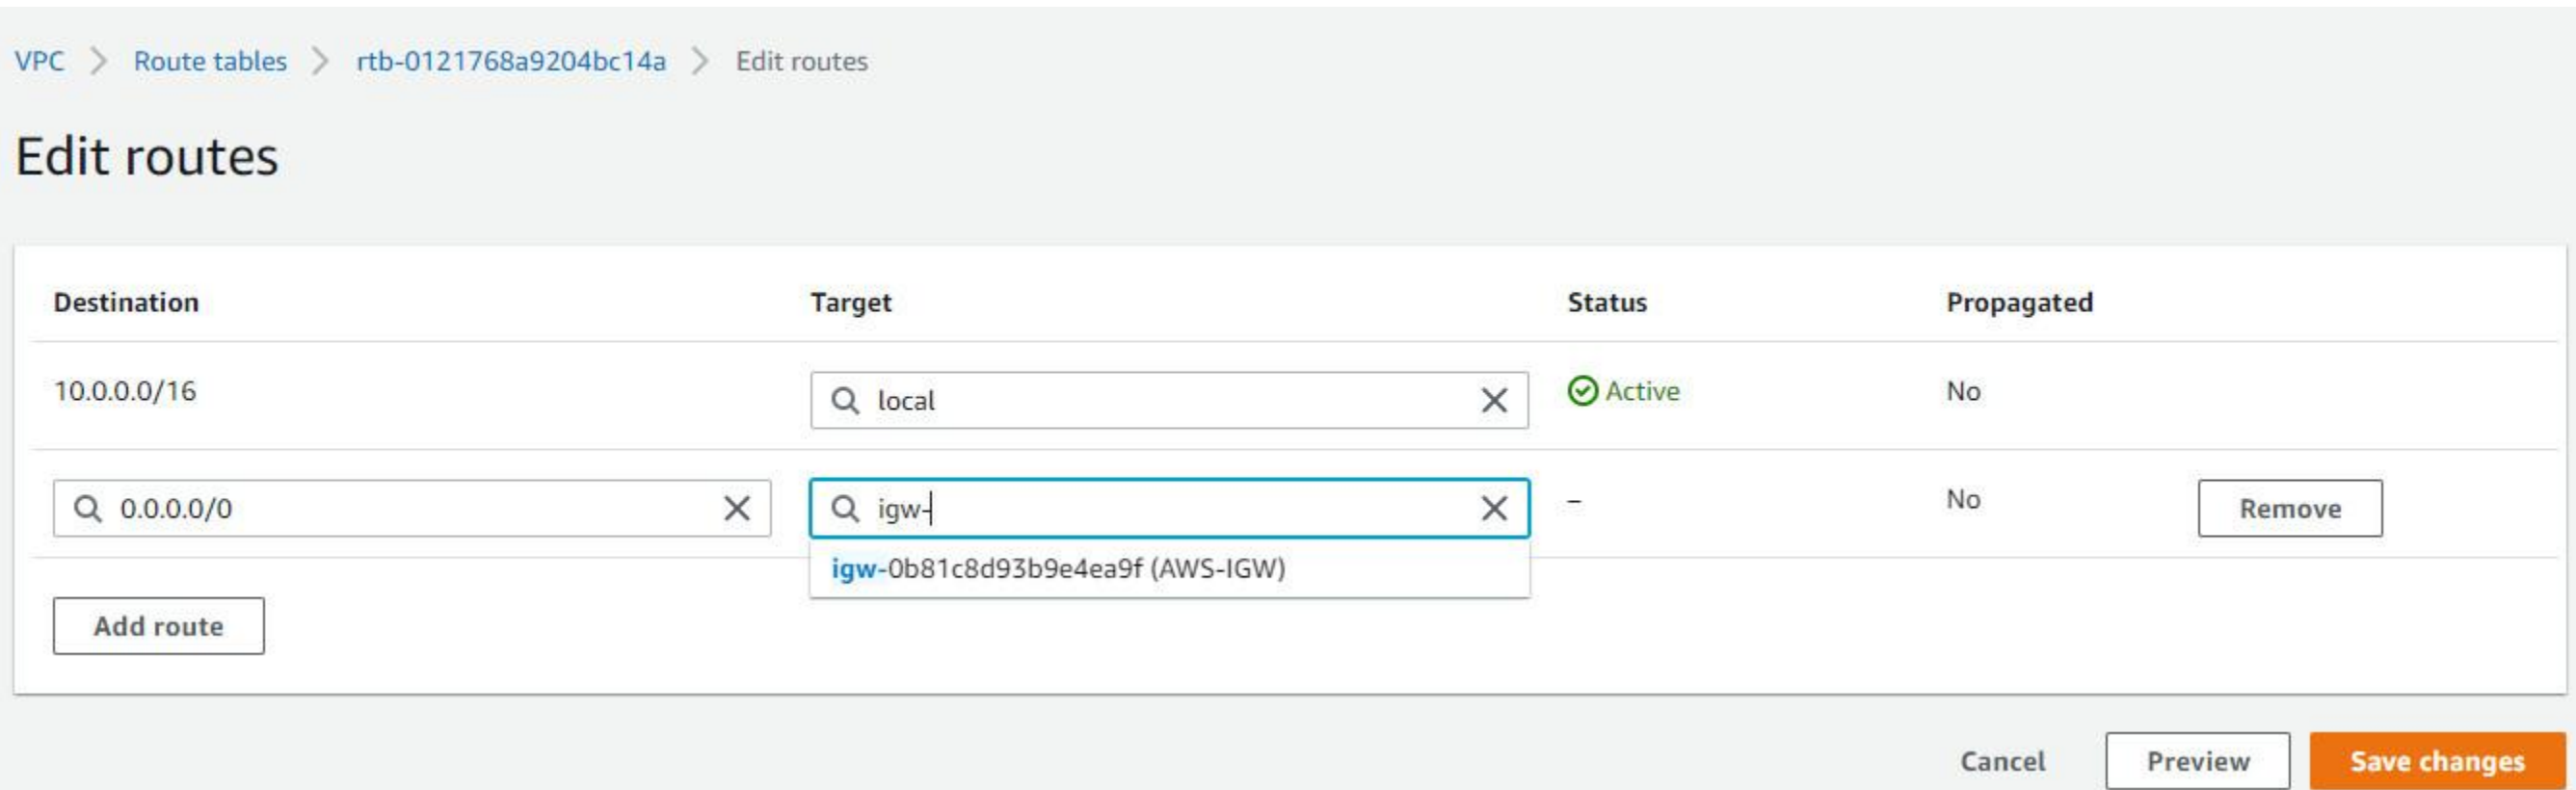 VPC > Route tables > rtb-0121768a9204bc14a > Edit routes
Edit routes
Destination Target Status Propagated
10.0.0.0/16 local Active No
0.0.0.0/0 igw- – No Remove
igw-0b81c8d93b9e4ea9f (AWS-IGW)
Add route
Cancel Preview Save changes